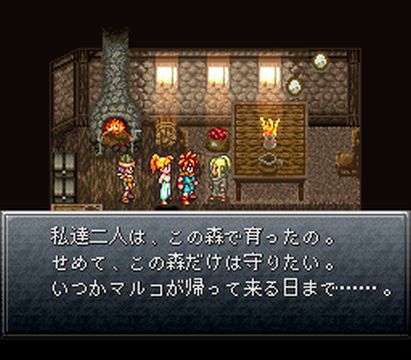 私達二人は、この森で育ったの。
せめて、この森だけは守りたい。
いつかマルコが帰って来る日まで……。